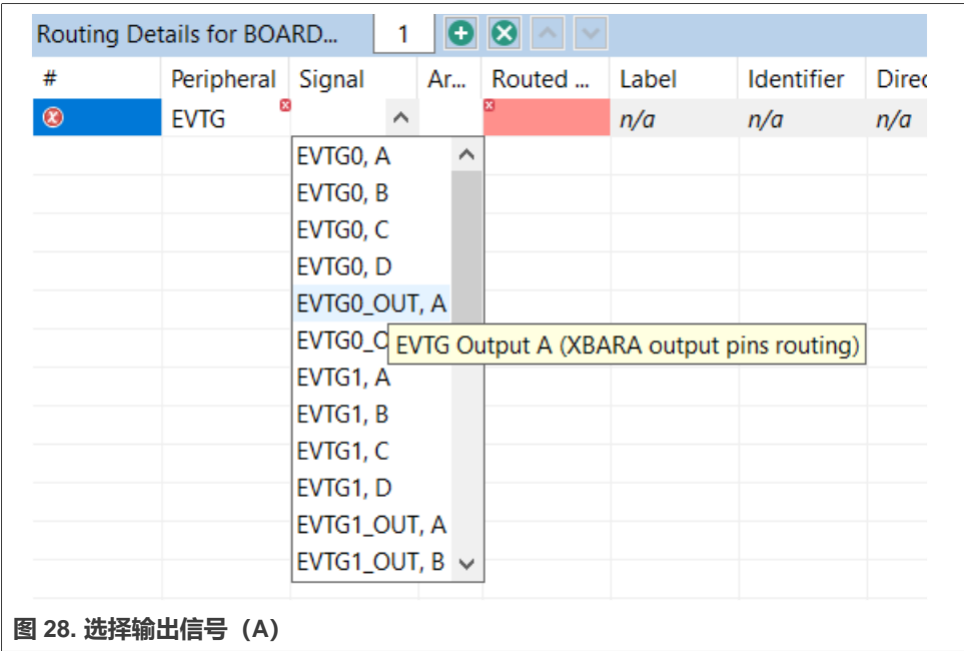 Routing Details for BOARD... 1
# Peripheral Signal Ar... Routed ... Label Identifier Direc
EVTG n/a n/a n/a
EVTG0, A
EVTG0, B
EVTG0, C
EVTG0, D
EVTG0_OUT, A
EVTG0_O
EVTG Output A (XBARA output pins routing)
EVTG1, A
EVTG1, B
EVTG1, C
EVTG1, D
EVTG1_OUT, A
EVTG1_OUT, B
图 28. 选择输出信号（A）